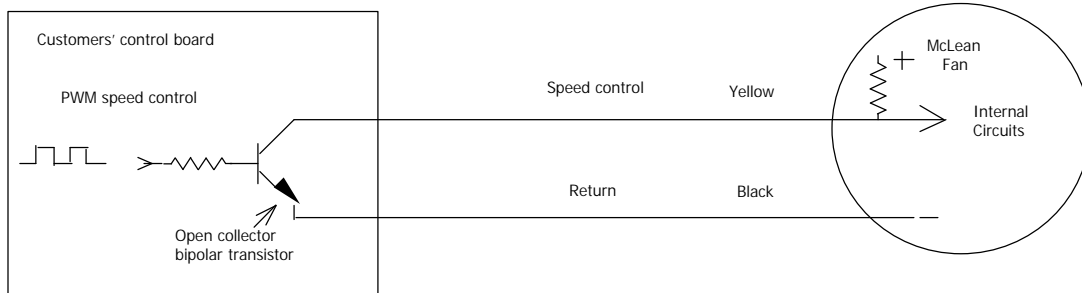 Customers' control board
PWM speed control
Open collector
bipolar transistor
Speed control
Yellow
Return
Black
McLean
Fan
Internal
Circuits